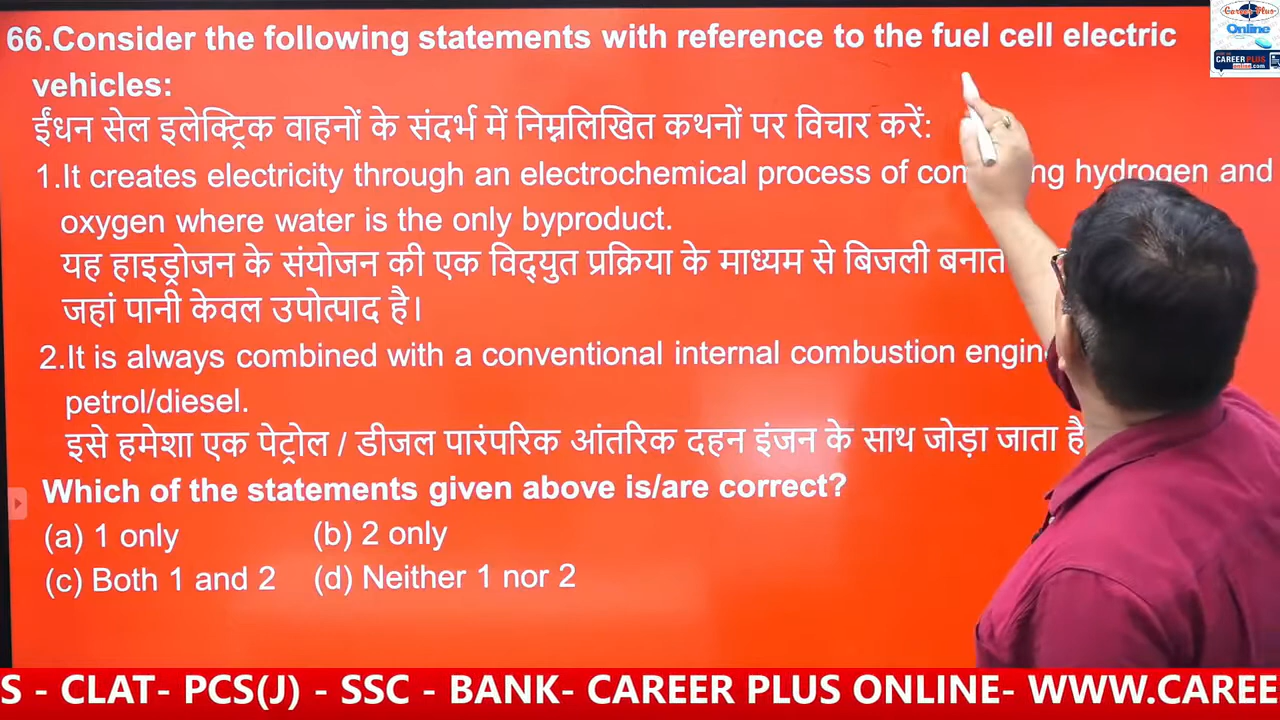 66.Consider the following statements with reference to the fuel cell electric
vehicles:
ईंधन सेल इलेक्ट्रिक वाहनों के संदर्भ में निम्नलिखित कथनों पर विचार करें:
1.It creates electricity through an electrochemical process of com ng hydrogen and
oxygen where water is the only byproduct.
यह हाइड्रोजन के संयोजन की एक विद्युत प्रक्रिया के माध्यम से बिजली बनात
जहां पानी केवल उपोत्पाद है।
2.It is always combined with a conventional internal combustion engin
petrol/diesel.
इसे हमेशा एक पेट्रोल / डीजल पारंपरिक आंतरिक दहन इंजन के साथ जोड़ा जाता है
Which of the statements given above is/are correct?
(a) 1 only (b) 2 only
(c) Both 1 and 2 (d) Neither 1 nor 2
Career Plus
Online
CAREER PLUS
online.com
S - CLAT- PCS(J) - SSC - BANK- CAREER PLUS ONLINE- WWW.CAREE